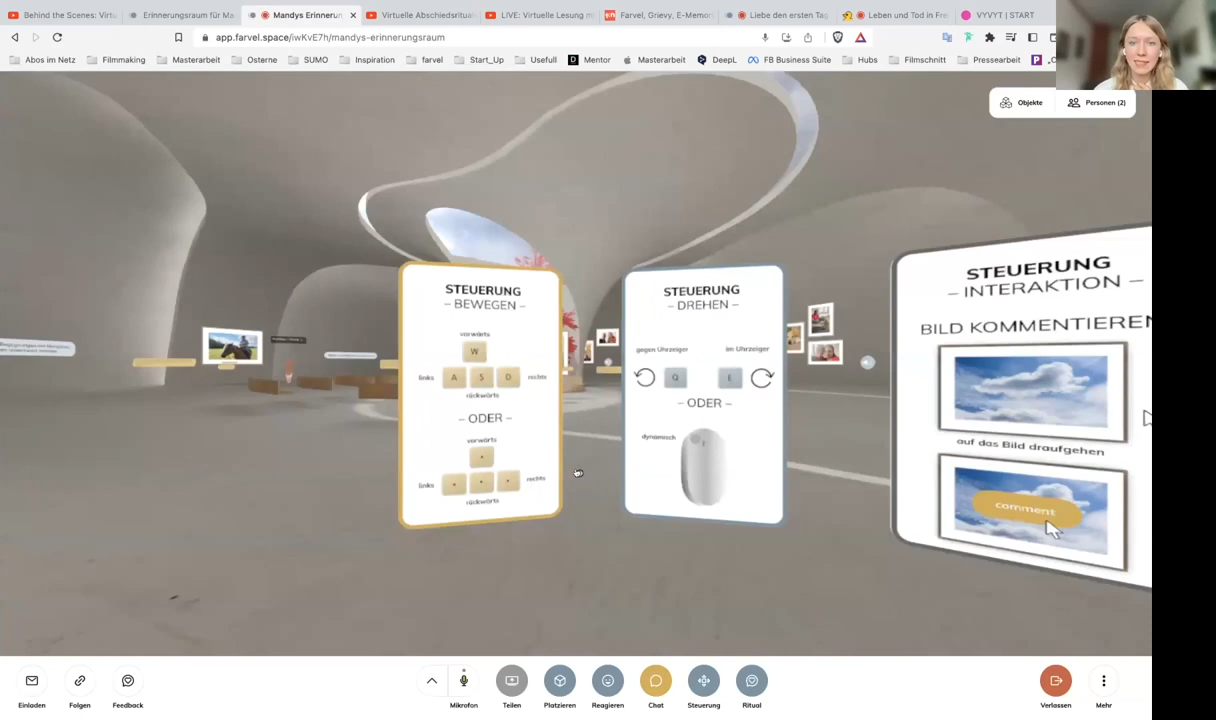 Behind the Scenes: Virtu
Erinnerungsraum für Ma
Mandys Erinnerun
Virtuelle Abschiedsritual
LIVE: Virtuelle Lesung m
Farvel, Grievy, E-Memor
Liebe den ersten Tag
Leben und Tod in Frei
VYVYT | START
app.farvel.space/iwKvE7h/mandys-erinnerungsraum
Abos im Netz
Filmmaking
Masterarbeit
Osterne
SUMO
Inspiration
farvel
Start_Up
Usefull
Mentor
Masterarbeit
DeepL
FB Business Suite
Hubs
Filmschnitt
Pressearbeit
Objekte
Personen (2)
STEUERUNG
– BEWEGEN –
vorwärts
W
links A S D rechts
rückwärts
– ODER –
vorwärts
links rechts
rückwärts
STEUERUNG
– DREHEN –
gegen Uhrzeiger im Uhrzeiger
Q E
– ODER –
dynamisch
STEUERUNG
– INTERAKTION –
BILD KOMMENTIEREN
auf das Bild draufgehen
comment
Einladen
Folgen
Feedback
Mikrofon
Teilen
Platzieren
Reagieren
Chat
Steuerung
Ritual
Verlassen
Mehr